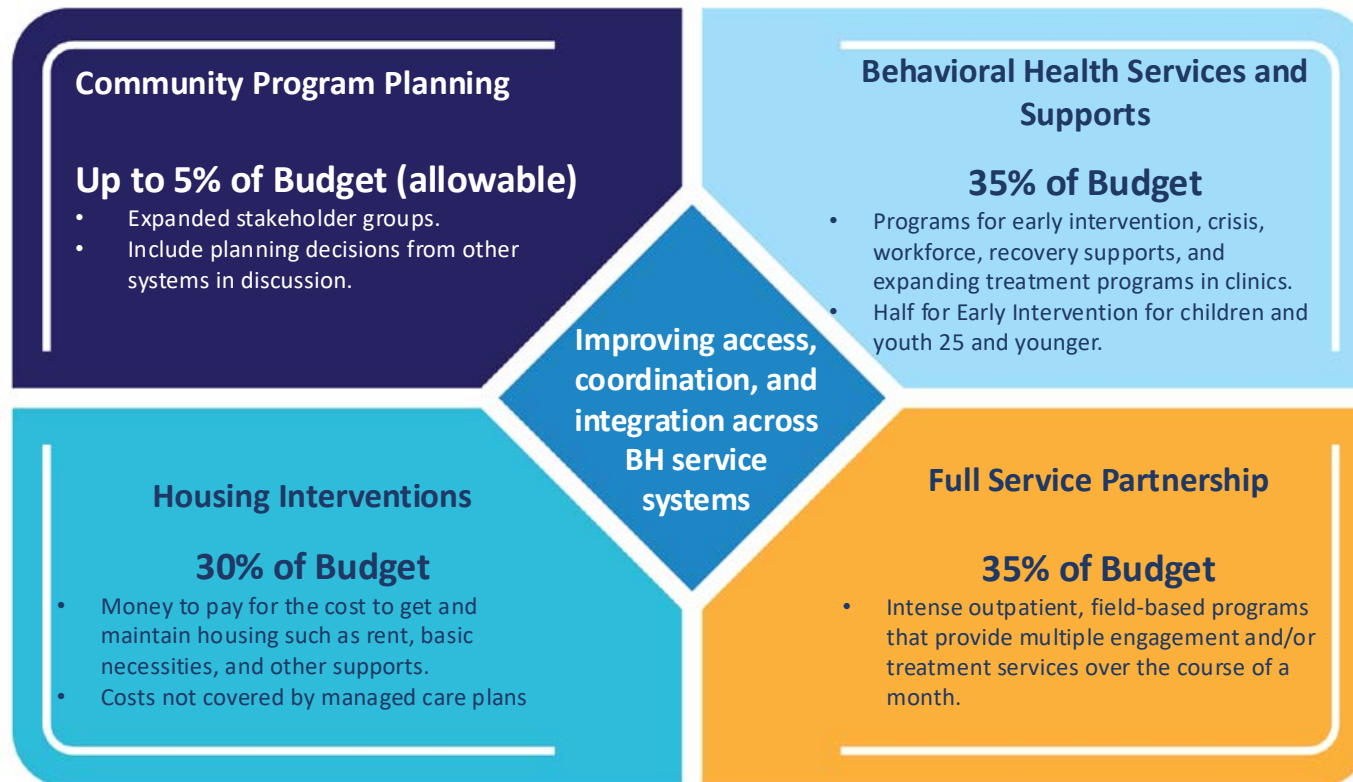 Community Program Planning
Up to 5% of Budget (allowable)
• Expanded stakeholder groups.
• Include planning decisions from other
systems in discussion.
Behavioral Health Services and
Supports
35% of Budget
• Programs for early intervention, crisis,
workforce, recovery supports, and
expanding treatment programs in clinics.
• Half for Early Intervention for children and
youth 25 and younger.
Improving access,
coordination, and
integration across
BH service
systems
Housing Interventions
30% of Budget
• Money to pay for the cost to get and
maintain housing such as rent, basic
necessities, and other supports.
• Costs not covered by managed care plans
Full Service Partnership
35% of Budget
• Intense outpatient, field-based programs
that provide multiple engagement and/or
treatment services over the course of a
month.